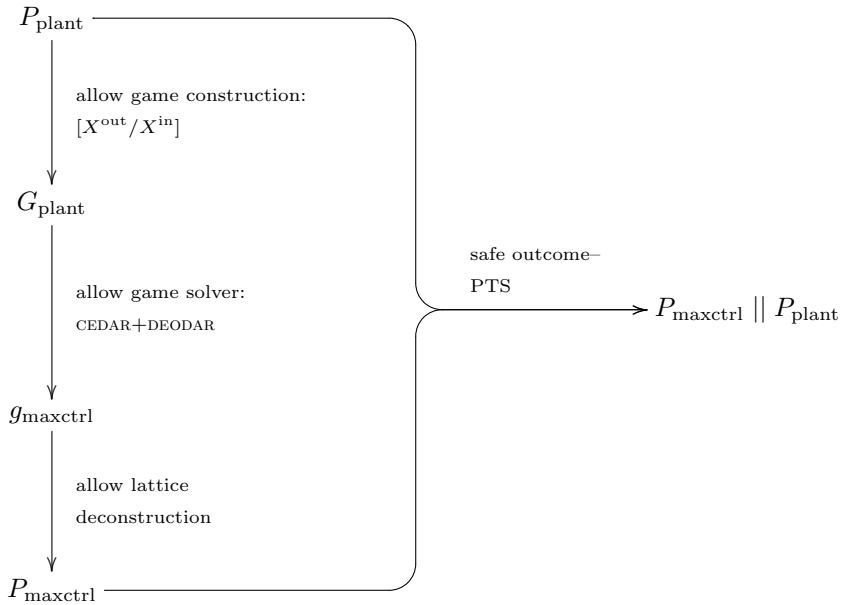 P_plant
allow game construction:
[X^out/X^in]
G_plant
safe outcome–
PTS
P_maxctrl || P_plant
allow game solver:
CEDAR+DEODAR
g_maxctrl
allow lattice
deconstruction
P_maxctrl